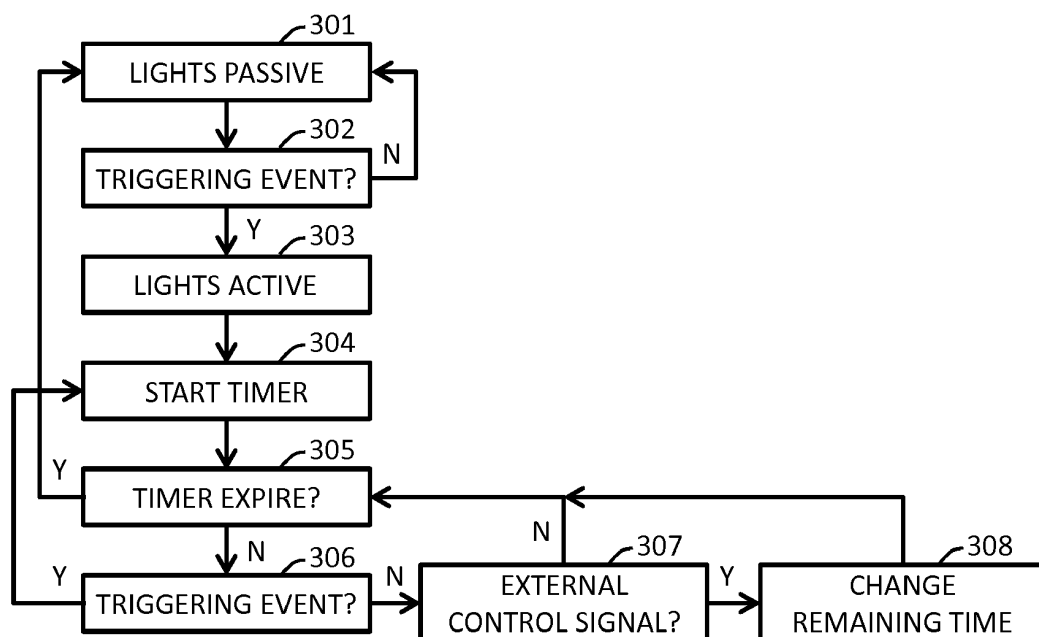 301
LIGHTS PASSIVE
302
TRIGGERING EVENT?
N
Y
303
LIGHTS ACTIVE
304
START TIMER
305
Y
TIMER EXPIRE?
N
N
306
307
308
Y
TRIGGERING EVENT?
N
EXTERNAL
CONTROL SIGNAL?
Y
CHANGE
REMAINING TIME